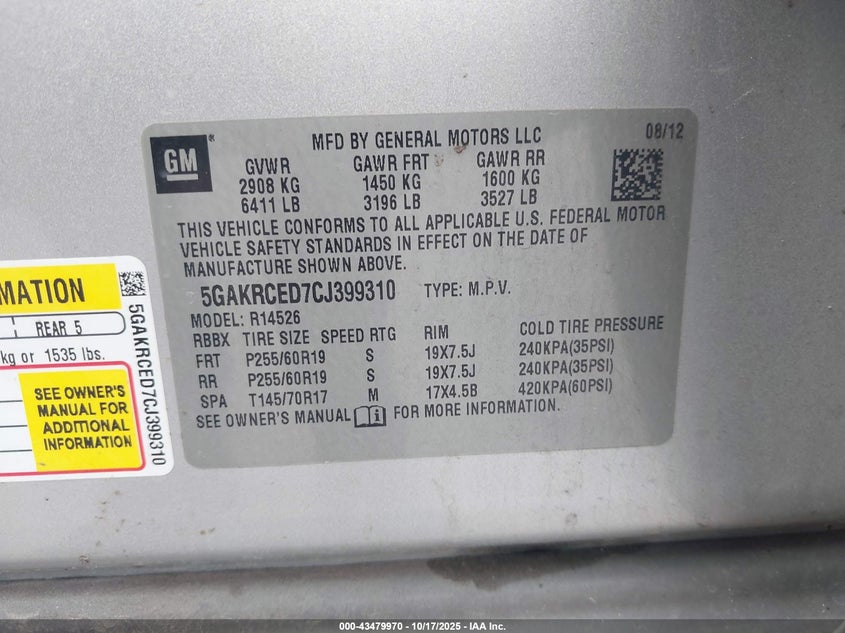 GM
®
MFD BY GENERAL MOTORS LLC
08/12
GVWR GAWR FRT GAWR RR
2908 KG 1450 KG 1600 KG
6411 LB 3196 LB 3527 LB
THIS VEHICLE CONFORMS TO ALL APPLICABLE U.S. FEDERAL MOTOR
VEHICLE SAFETY STANDARDS IN EFFECT ON THE DATE OF
MANUFACTURE SHOWN ABOVE.
5GAKRCED7CJ399310 TYPE: M.P.V.
MODEL: R14526
RBBX TIRE SIZE SPEED RTG RIM COLD TIRE PRESSURE
FRT P255/60R19 S 19X7.5J 240KPA(35PSI)
RR P255/60R19 S 19X7.5J 240KPA(35PSI)
SPA T145/70R17 M 17X4.5B 420KPA(60PSI)
SEE OWNER'S MANUAL FOR MORE INFORMATION.
MATION
REAR 5
kg or 1535 lbs.
SEE OWNER'S
MANUAL FOR
ADDITIONAL
INFORMATION
5GAKRCED7CJ399310
000-43479970 - 10/17/2025 - IAA Inc.